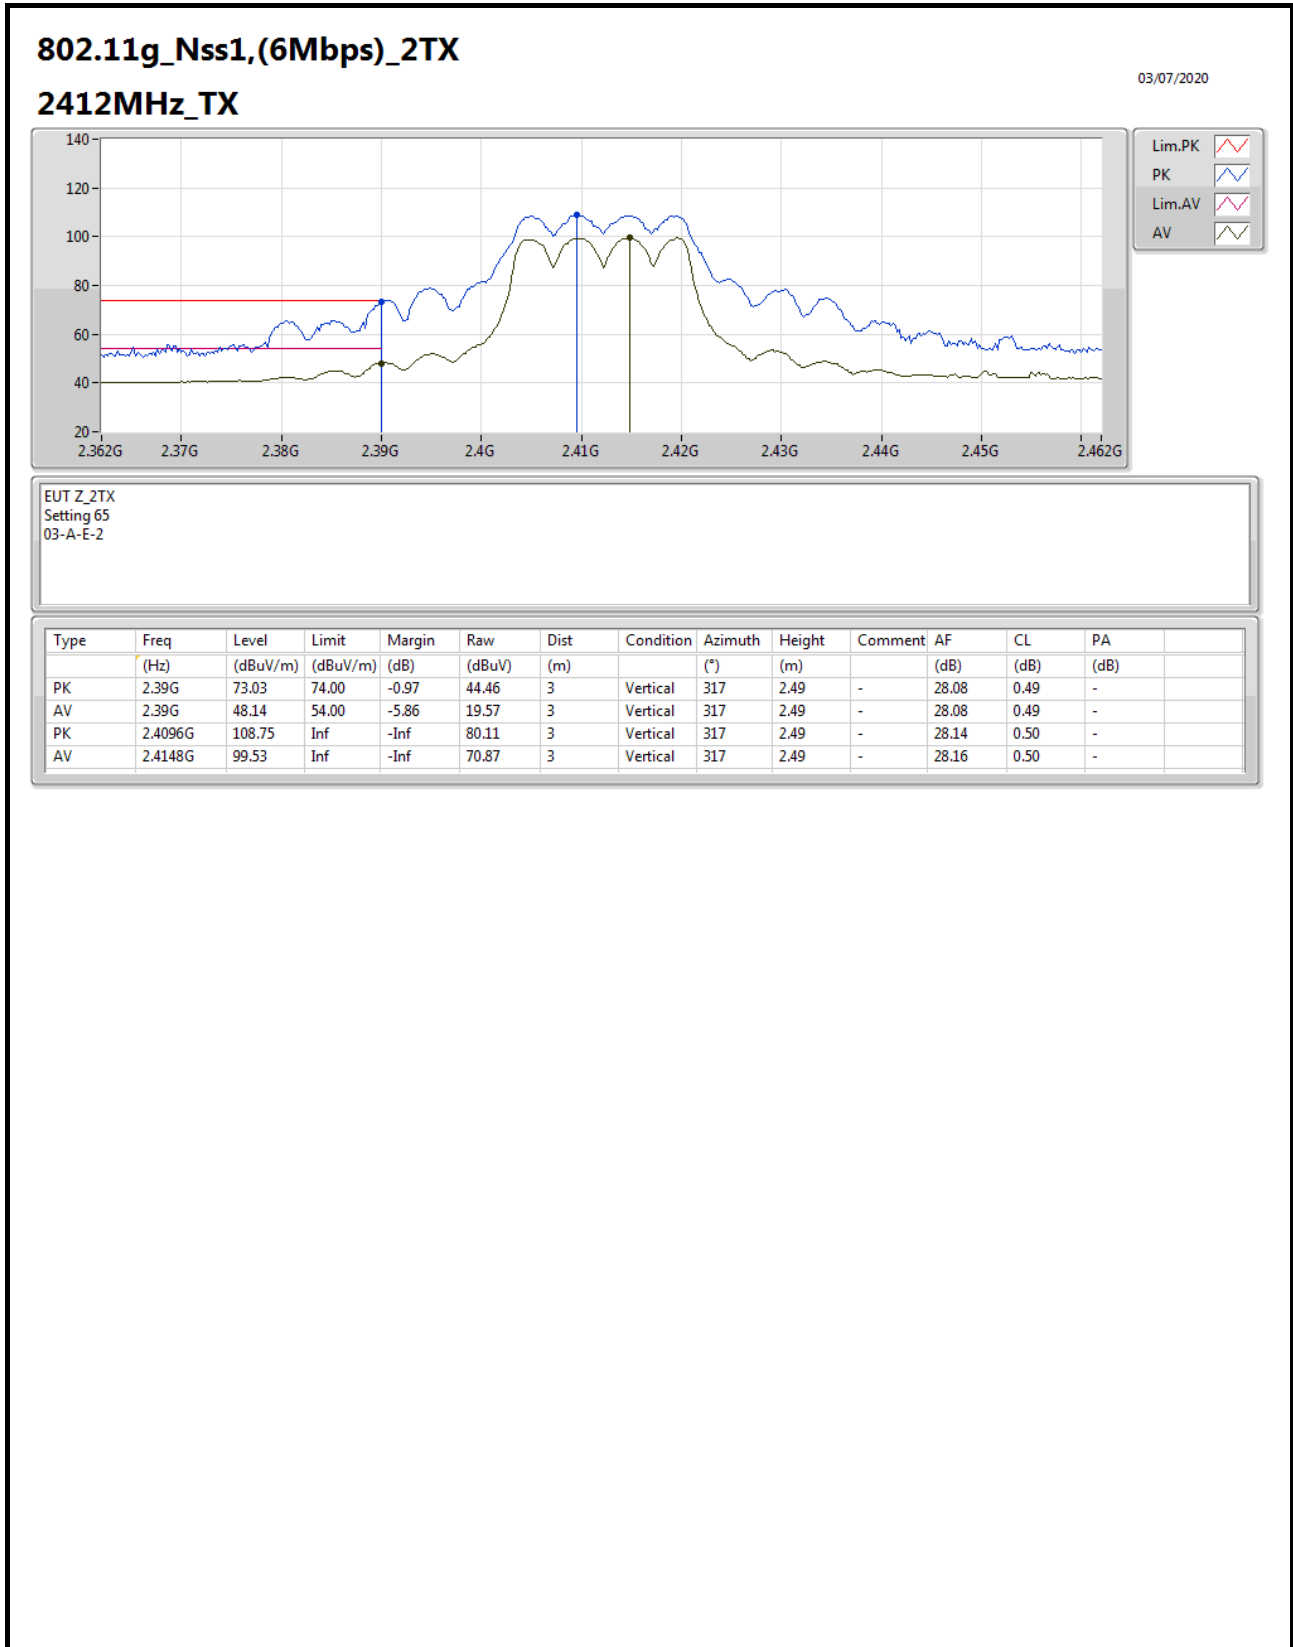 802.11g_Nss1,(6Mbps)_2TX
03/07/2020
2412MHz_TX
140
120
100
80
60
40
20
2.362G 2.37G 2.38G 2.39G 2.4G 2.41G 2.42G 2.43G 2.44G 2.45G 2.462G
Lim.PK
PK
Lim.AV
AV
EUT Z_2TX
Setting 65
03-A-E-2
Type Freq Level Limit Margin Raw Dist Condition Azimuth Height Comment AF CL PA
(Hz) (dBuV/m) (dBuV/m) (dB) (dBuV) (m) (°) (m) (dB) (dB) (dB)
PK 2.39G 73.03 74.00 -0.97 44.46 3 Vertical 317 2.49 - 28.08 0.49 -
AV 2.39G 48.14 54.00 -5.86 19.57 3 Vertical 317 2.49 - 28.08 0.49 -
PK 2.4096G 108.75 Inf -Inf 80.11 3 Vertical 317 2.49 - 28.14 0.50 -
AV 2.4148G 99.53 Inf -Inf 70.87 3 Vertical 317 2.49 - 28.16 0.50 -